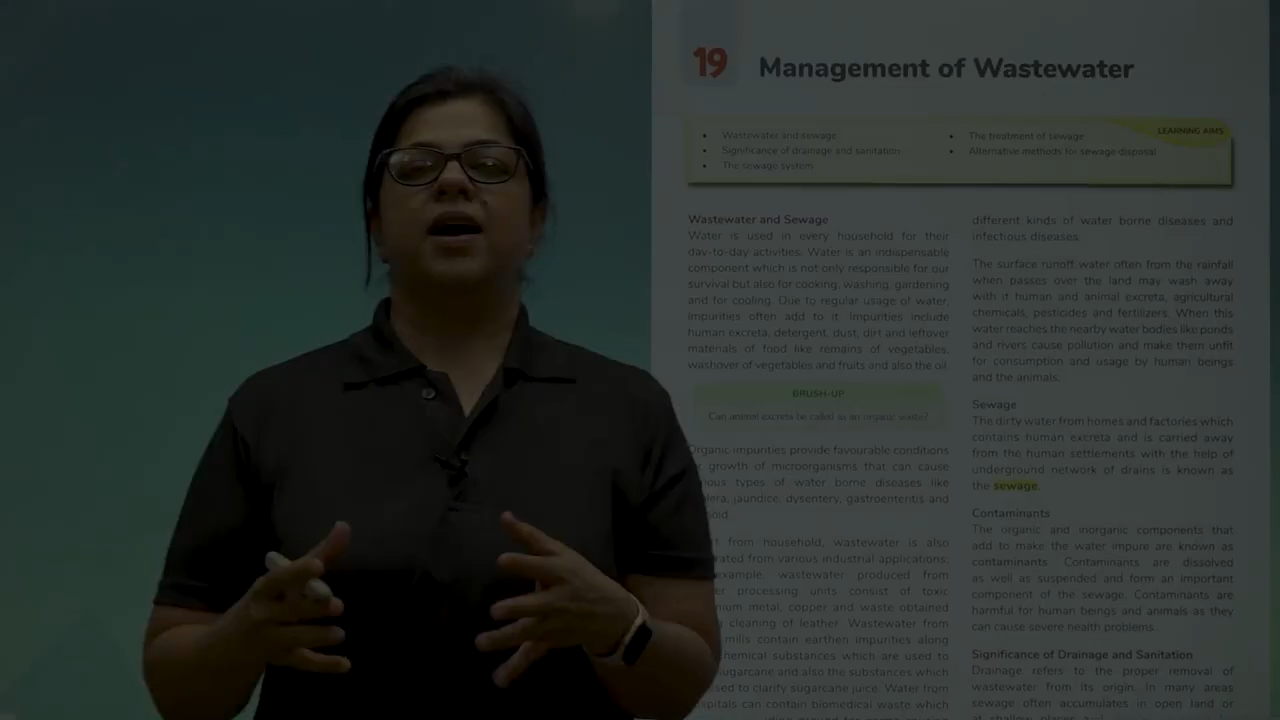 19
Management of Wastewater
LEARNING AIMS
• Wastewater and sewage
• Significance of drainage and sanitation
• The sewage system
• The treatment of sewage
• Alternative methods for sewage disposal
Wastewater and Sewage
Water is used in every household for their
day-to-day activities. Water is an indispensable
component which is not only responsible for our
survival but also for cooking, washing, gardening
and for cooling. Due to regular usage of water,
impurities often add to it. Impurities include
human excreta, detergent, dust, dirt and leftover
materials of food like remains of vegetables,
washover of vegetables and fruits and also the oil.
BRUSH-UP
Can animal excreta be called as an organic waste?
Organic impurities provide favourable conditions
growth of microorganisms that can cause
types of water borne diseases like
jaundice, dysentery, gastroenteritis and
from household, wastewater is also
from various industrial applications;
example, wastewater produced from
processing units consist of toxic
metal, copper and waste obtained
cleaning of leather. Wastewater from
mills contain earthen impurities along
chemical substances which are used to
sugarcane and also the substances which
to clarify sugarcane juice. Water from
can contain biomedical waste which
different kinds of water borne diseases and
infectious diseases.
The surface runoff water often from the rainfall
when passes over the land may wash away
with it human and animal excreta, agricultural
chemicals, pesticides and fertilizers. When this
water reaches the nearby water bodies like ponds
and rivers cause pollution and make them unfit
for consumption and usage by human beings
and the animals.
Sewage
The dirty water from homes and factories which
contains human excreta and is carried away
from the human settlements with the help of
underground network of drains is known as
the sewage.
Contaminants
The organic and inorganic components that
add to make the water impure are known as
contaminants. Contaminants are dissolved
as well as suspended and form an important
component of the sewage. Contaminants are
harmful for human beings and animals as they
can cause severe health problems.
Significance of Drainage and Sanitation
Drainage refers to the proper removal of
wastewater from its origin. In many areas
sewage often accumulates in open land or
at shallow places